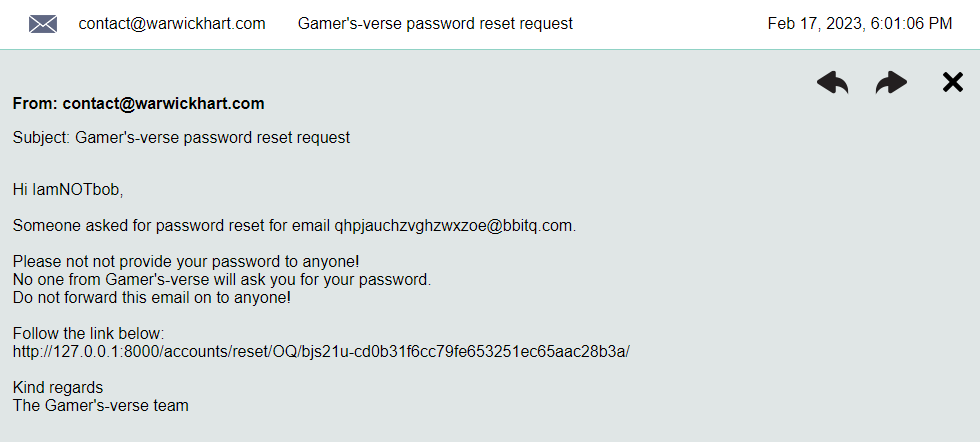 contact@warwickhart.com Gamer's-verse password reset request Feb 17, 2023, 6:01:06 PM
From: contact@warwickhart.com
Subject: Gamer's-verse password reset request
Hi IamNOTbob,
Someone asked for password reset for email qhpjauchzvghzwxzoe@bbitq.com.
Please not not provide your password to anyone!
No one from Gamer's-verse will ask you for your password.
Do not forward this email on to anyone!
Follow the link below:
http://127.0.0.1:8000/accounts/reset/OQ/bjs21u-cd0b31f6cc79fe653251ec65aac28b3a/
Kind regards
The Gamer's-verse team